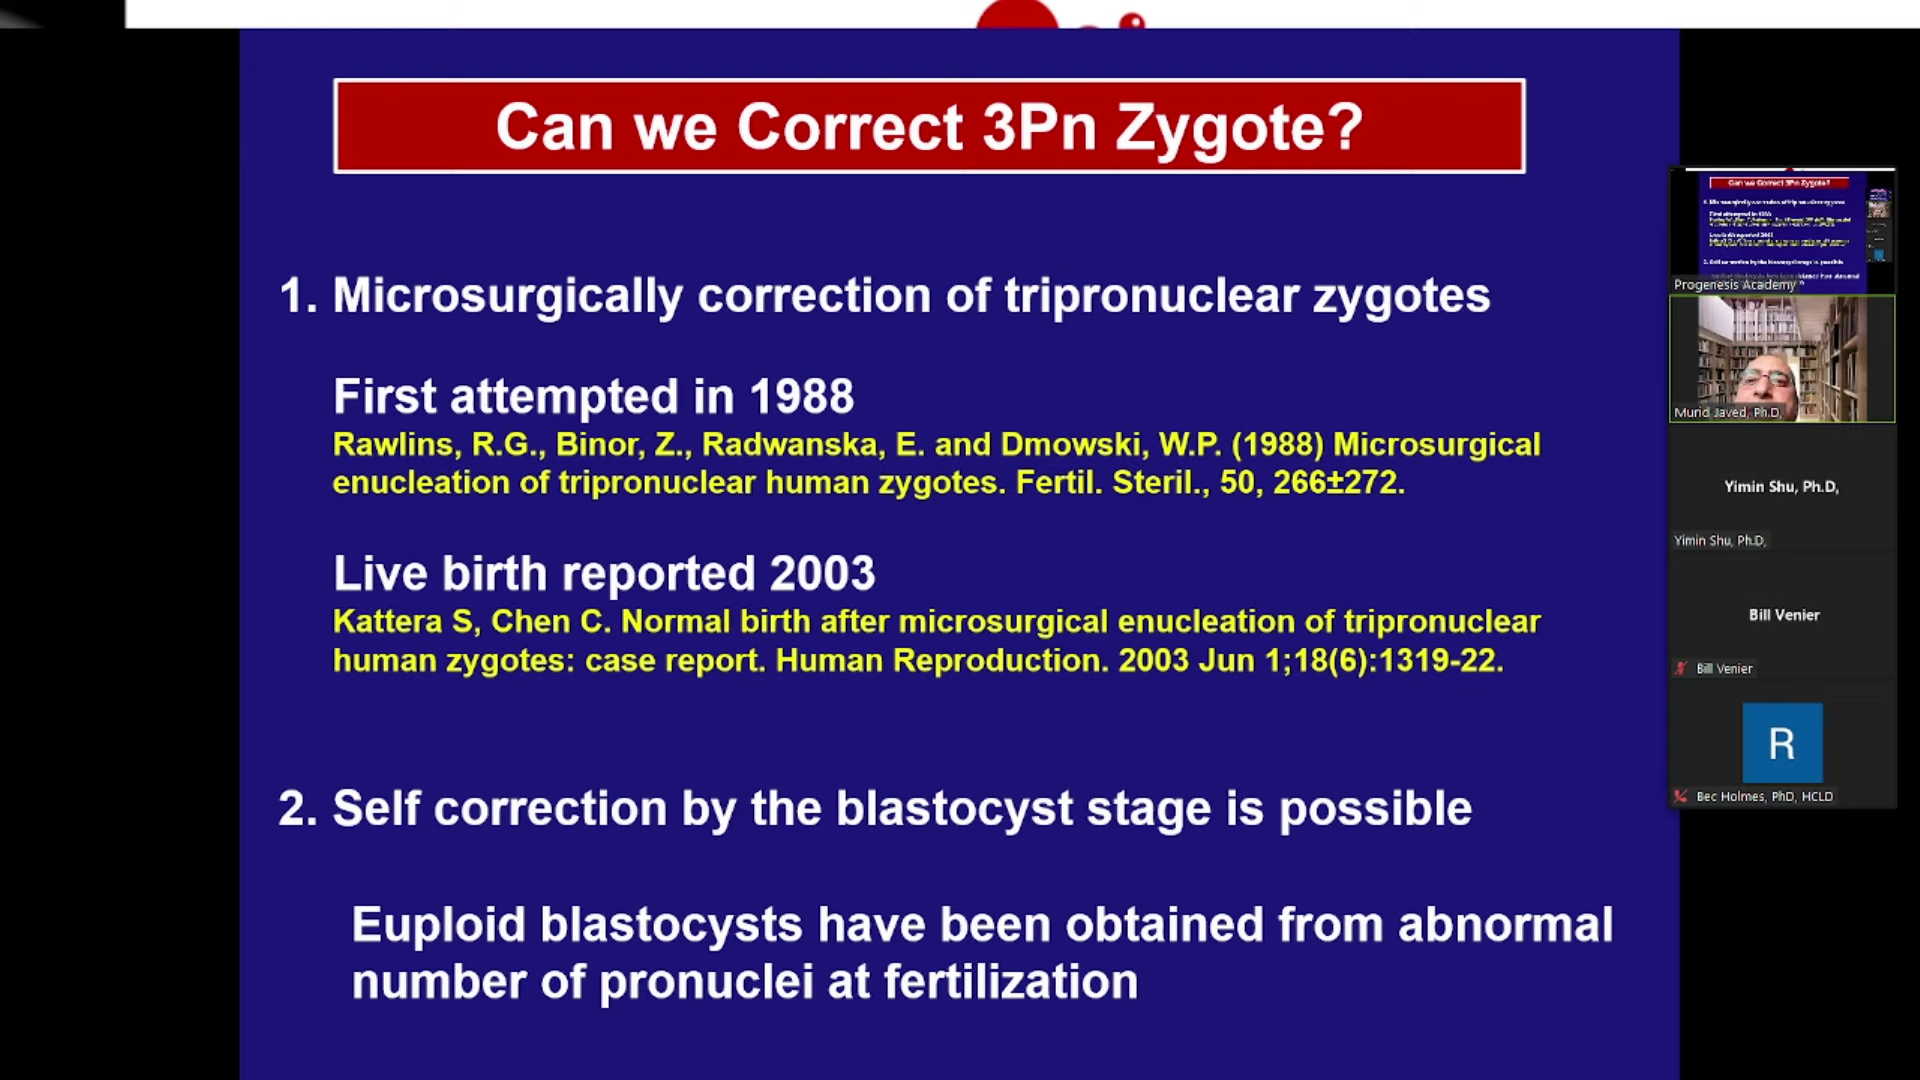 Can we Correct 3Pn Zygote?
1. Microsurgically correction of tripronuclear zygotes
First attempted in 1988
Rawlins, R.G., Binor, Z., Radwanska, E. and Dmowski, W.P. (1988) Microsurgical
enucleation of tripronuclear human zygotes. Fertil. Steril., 50, 266±272.
Live birth reported 2003
Kattera S, Chen C. Normal birth after microsurgical enucleation of tripronuclear
human zygotes: case report. Human Reproduction. 2003 Jun 1;18(6):1319-22.
2. Self correction by the blastocyst stage is possible
Euploid blastocysts have been obtained from abnormal
number of pronuclei at fertilization
Can we Correct 3Pn Zygote?
Progenesis Academy
Murid Javed, Ph.D,
Yimin Shu, Ph.D,
Yimin Shu, Ph.D,
Bill Venier
Bill Venier
R
Bec Holmes, PhD, HCLD